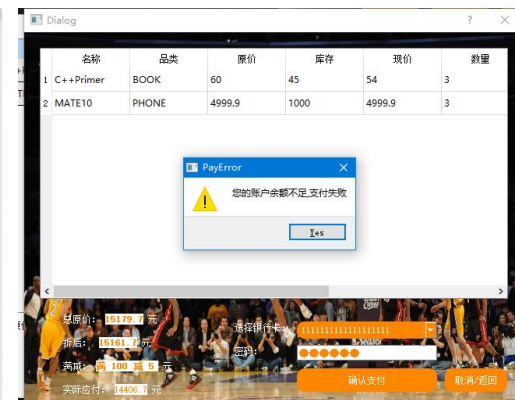 Dialog
名称 品类 原价 库存 现价 数量
1 C++Primer BOOK 60 45 54 3
2 MATE10 PHONE 4999.9 1000 4999.9 3
PayError
您的账户余额不足,支付失败
Yes
总原价: 15179.7 元
选择银行卡: 1111111111111111111
折后: 15161.7 元
密码:
满减: 满 100 减 5 元
确认支付 取消/返回
实际应付: 14406.7 元